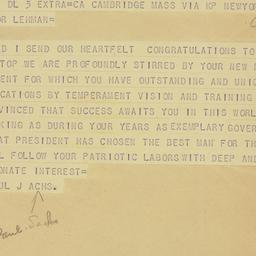 DL 5 EXTRA=CA CAMBRIDGE MASS VIA
OR LEHMAN=
D I SEND OUR HEARTFELT CONGRATULATIONS TO
TOP WE ARE PROFOUNDLY STIRRED BY YOUR NEW
ENT FOR WHICH YOU HAVE OUTSTANDING AND UNI
CATIONS BY TEMPERAMENT VISION AND TRAINING
VINCED THAT SUCCESS AWAITS YOU IN THIS WORL
KING AS DURING YOUR YEARS AS EXEMPLARY GOVER
AT PRESIDENT HAS CHOSEN THE BEST MAN FOR TH
L FOLLOW YOUR PATRIOTIC LABORS WITH DEEP AND
ONATE INTEREST=
UL J ACHS.
Paul Sachs